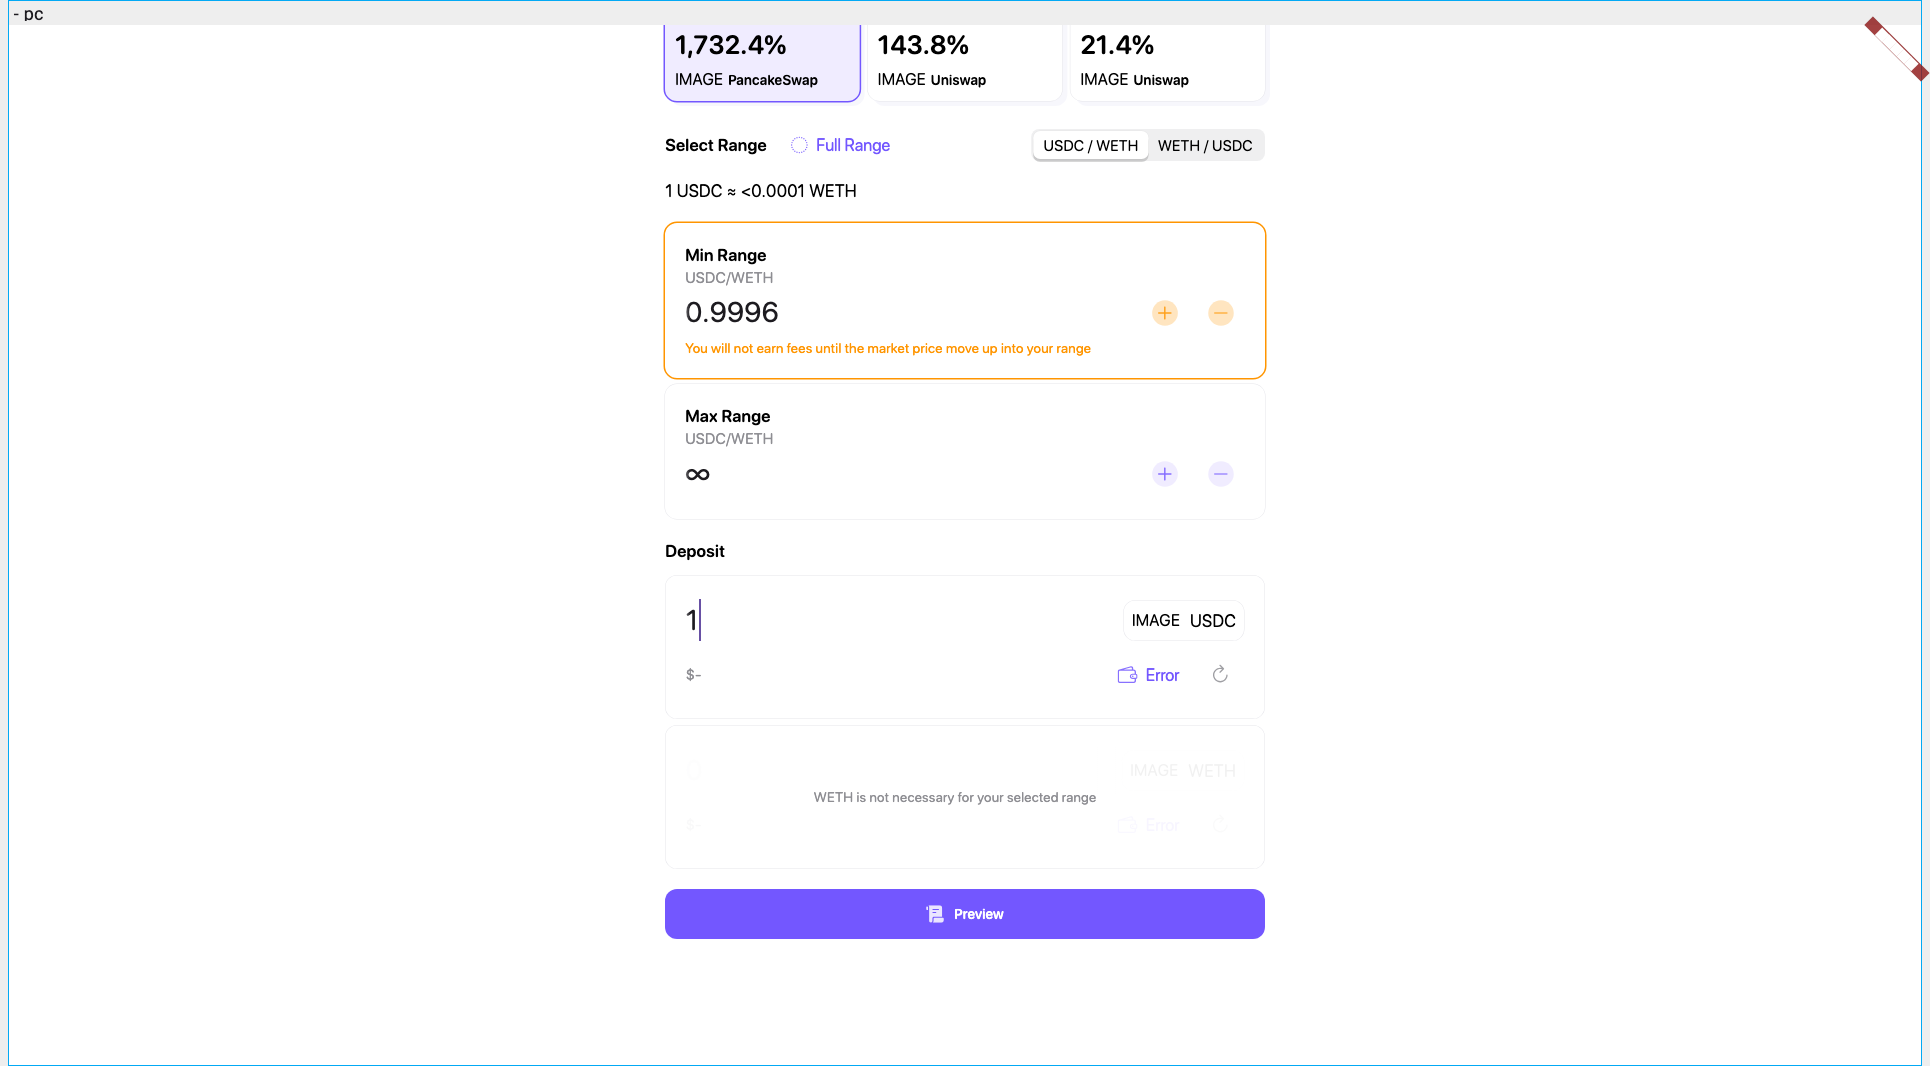 - pc
1,732.4%
IMAGE PancakeSwap
143.8%
IMAGE Uniswap
21.4%
IMAGE Uniswap
Select Range
Full Range
USDC / WETH
WETH / USDC
1 USDC ≈ <0.0001 WETH
Min Range
USDC/WETH
0.9996
You will not earn fees until the market price move up into your range
Max Range
USDC/WETH
∞
Deposit
1
IMAGE USDC
$-
Error
0
IMAGE WETH
WETH is not necessary for your selected range
$-
Error
Preview